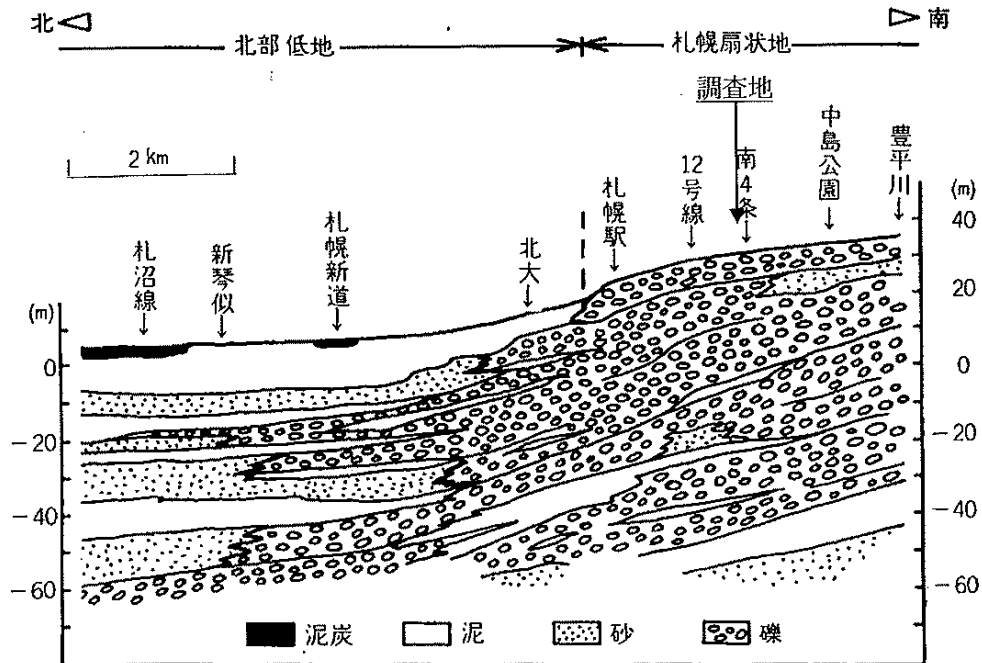 北 南
北部低地 札幌扇状地
調査地
2 km
札沼線
新琴似
札幌新道
北大
札幌駅
12号線
南4条
中島公園
豊平川
(m)
0
−20
−40
−60
(m)
40
20
0
−20
−40
−60
泥炭 泥 砂 礫